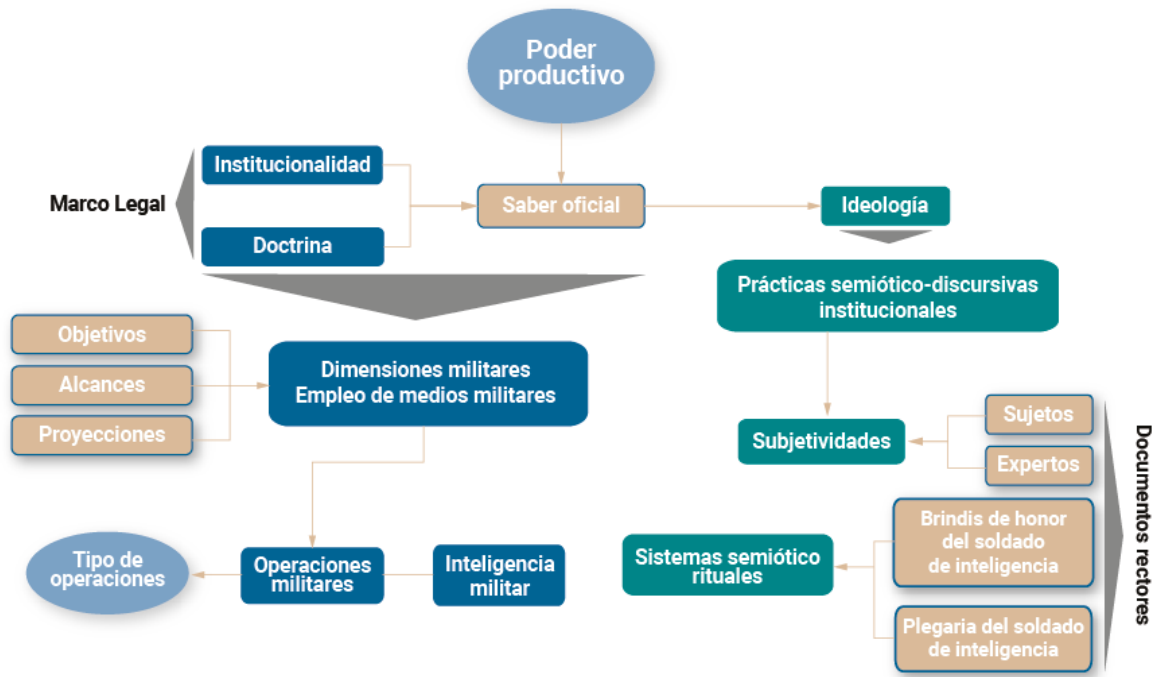 Poder
productivo
Institucionalidad
Marco Legal
Saber oficial
Ideología
Doctrina
Prácticas semiótico-discursivas
institucionales
Objetivos
Alcances
Proyecciones
Dimensiones militares
Empleo de medios militares
Subjetividades
Sujetos
Expertos
Documentos rectores
Brindis de honor
del soldado
de inteligencia
Sistemas semiótico
rituales
Plegaria del soldado
de inteligencia
Tipo de
operaciones
Operaciones
militares
Inteligencia
militar